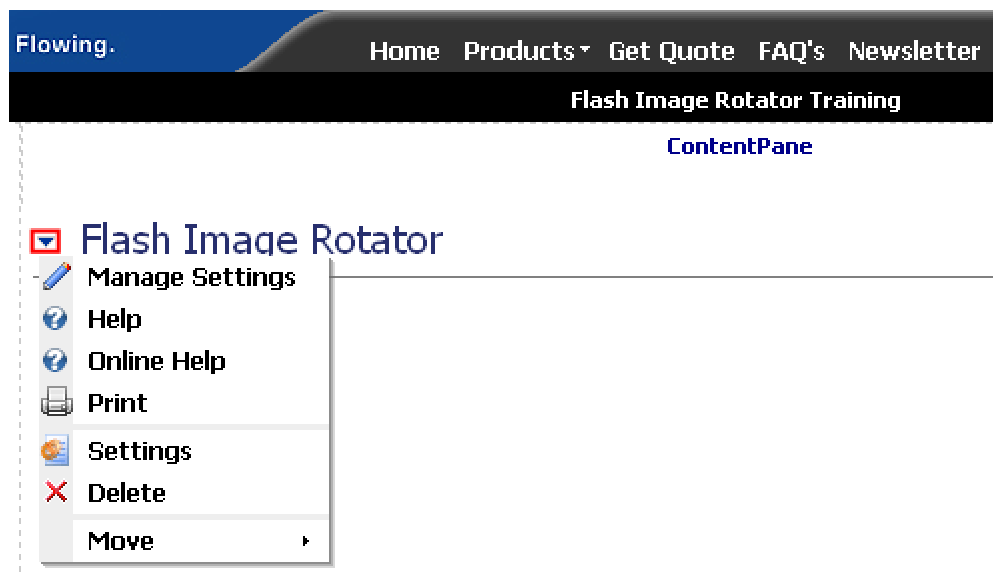 Flowing.
Home Products Get Quote FAQ's Newsletter
Flash Image Rotator Training
ContentPane
Flash Image Rotator
Manage Settings
Help
Online Help
Print
Settings
Delete
Move